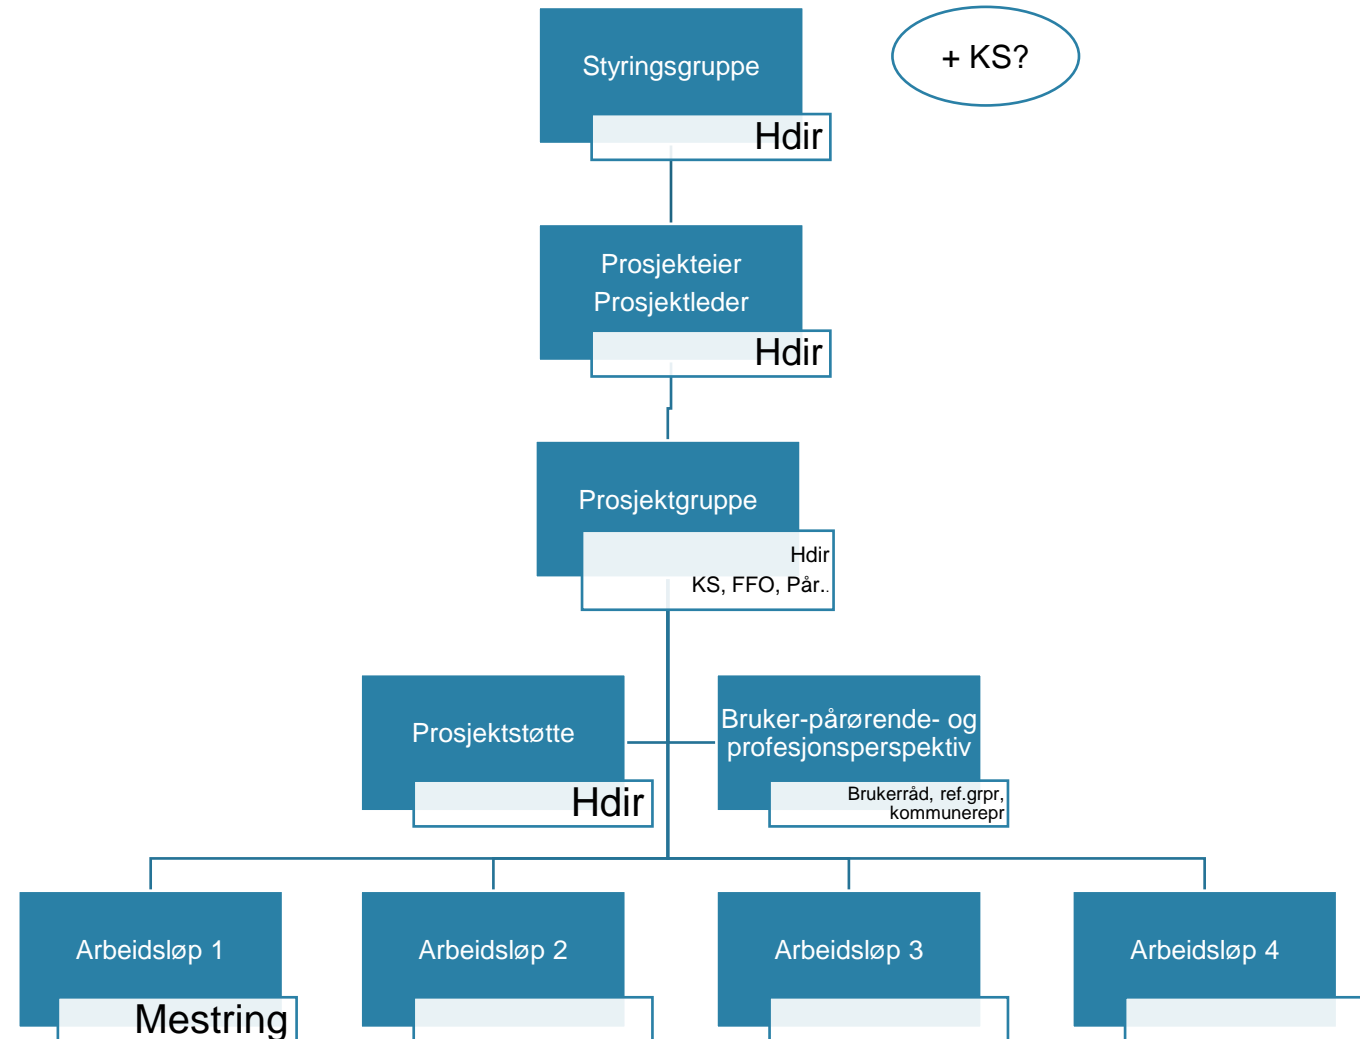 Styringsgruppe
+ KS?
Hdir
Prosjekteier
Prosjektleder
Hdir
Prosjektgruppe
Hdir
KS, FFO, Pår..
Prosjektstøtte
Hdir
Bruker-pårørende- og
profesjonsperspektiv
Brukerråd, ref.grpr,
kommunerepr
Arbeidsløp 1
Mestring
Arbeidsløp 2
Arbeidsløp 3
Arbeidsløp 4